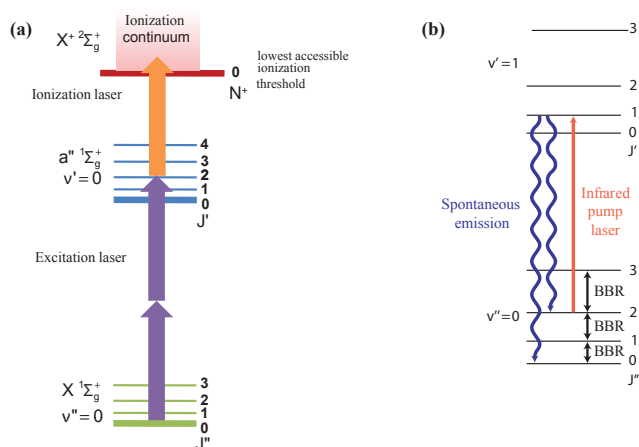 (a)
X⁺ ²Σg⁺
Ionization
continuum
0
N⁺
lowest accessible
ionization
threshold
Ionization laser
a" ¹Σg⁺
v'=0
4
3
2
1
0
J'
Excitation laser
X ¹Σg⁺
v"=0
3
2
1
0
J"
(b)
v'=1
3
2
1
0
J'
Spontaneous
emission
Infrared
pump
laser
v"=0
3
BBR
2
BBR
1
BBR
0
J"